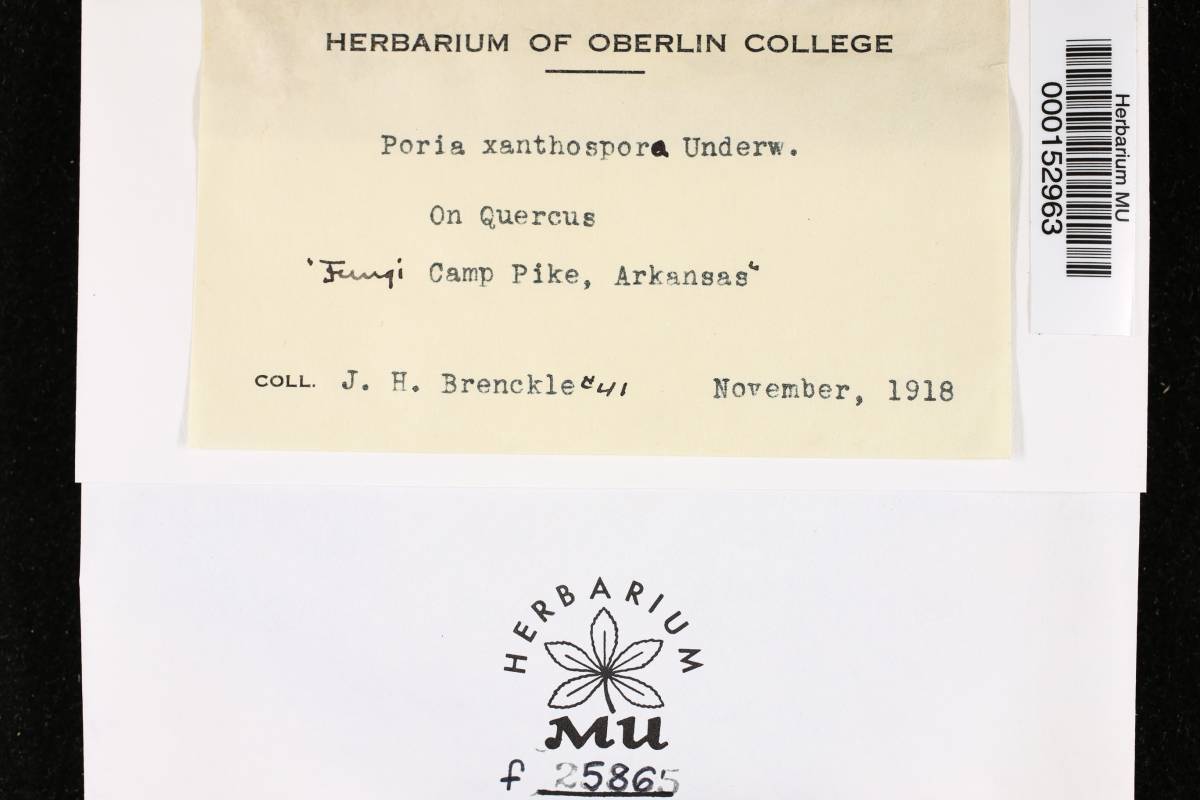 HERBARIUM OF OBERLIN COLLEGE
Poria xanthospora Underw.
On Quercus
"Fungi Camp Pike, Arkansas"
COLL. J. H. Brenckle #41 November, 1918
Herbarium MU
000152963
HERBARIUM
MU
f 25865